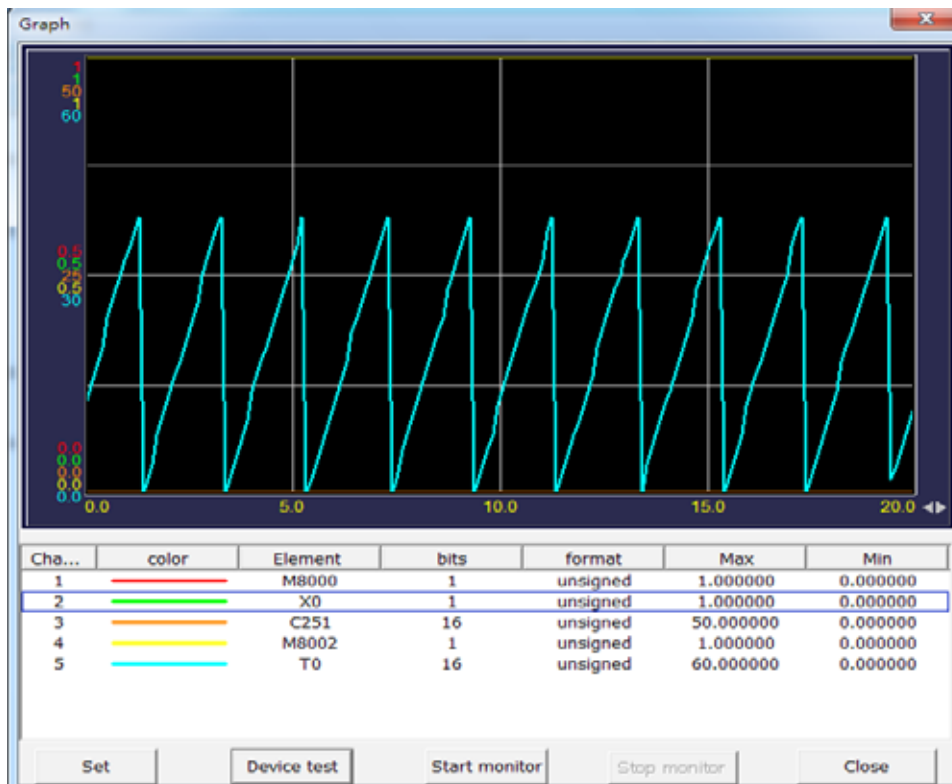 Graph
1
1
50
1
60
0.5
0.5
25
0.5
30
0.0
0.0
0.0
0.0
0.0
0.0 5.0 10.0 15.0 20.0
Cha... color Element bits format Max Min
1 M8000 1 unsigned 1.000000 0.000000
2 X0 1 unsigned 1.000000 0.000000
3 C251 16 unsigned 50.000000 0.000000
4 M8002 1 unsigned 1.000000 0.000000
5 T0 16 unsigned 60.000000 0.000000
Set Device test Start monitor Stop monitor Close